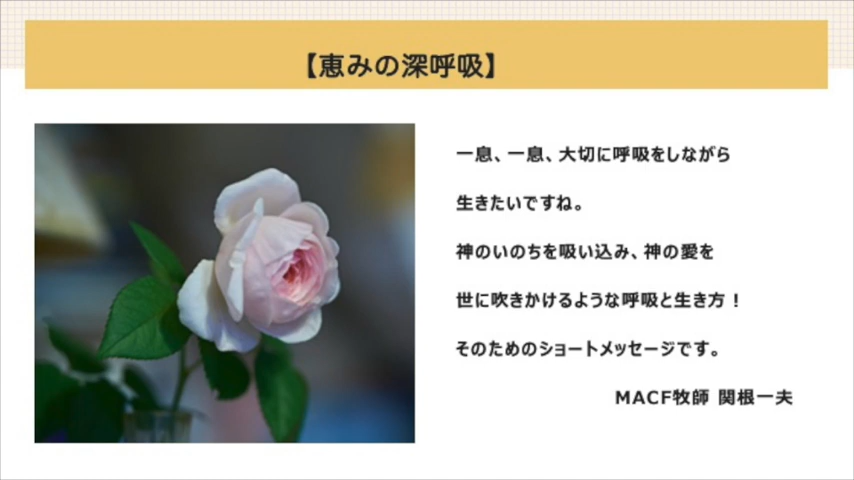 【恵みの深呼吸】
一息、一息、大切に呼吸をしながら
生きたいですね。
神のいのちを吸い込み、神の愛を
世に吹きかけるような呼吸と生き方！
そのためのショートメッセージです。
MACF牧師 関根一夫